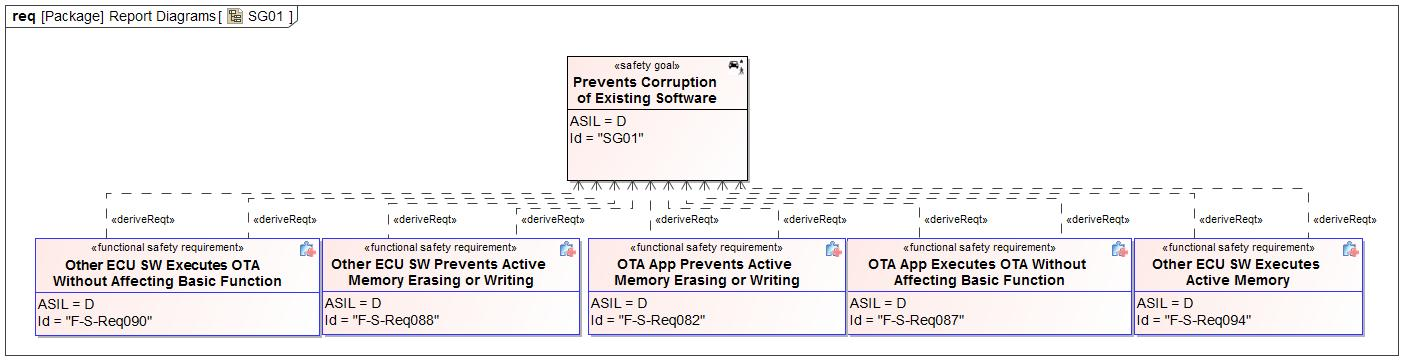 req [Package] Report Diagrams [ SG01 ]
«safety goal»
Prevents Corruption
of Existing Software
ASIL = D
Id = "SG01"
«deriveReqt» «deriveReqt» «deriveReqt» «deriveReqt» «deriveReqt» «deriveReqt» «deriveReqt» «deriveReqt» «deriveReqt» «deriveReqt»
«functional safety requirement»
Other ECU SW Executes OTA
Without Affecting Basic Function
ASIL = D
Id = "F-S-Req090"
«functional safety requirement»
Other ECU SW Prevents Active
Memory Erasing or Writing
ASIL = D
Id = "F-S-Req088"
«functional safety requirement»
OTA App Prevents Active
Memory Erasing or Writing
ASIL = D
Id = "F-S-Req082"
«functional safety requirement»
OTA App Executes OTA Without
Affecting Basic Function
ASIL = D
Id = "F-S-Req087"
«functional safety requirement»
Other ECU SW Executes
Active Memory
ASIL = D
Id = "F-S-Req094"